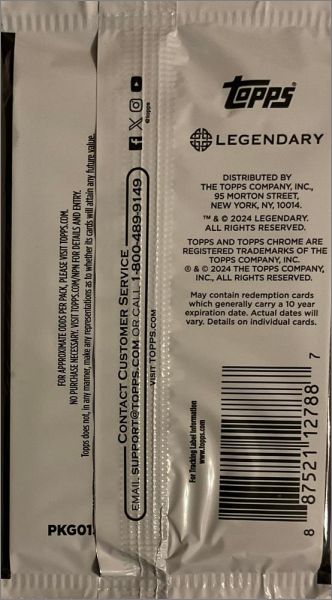 FOR APPROXIMATE ODDS PER PACK, PLEASE VISIT TOPPS.COM.
NO PURCHASE NECESSARY. VISIT TOPPS.COM/NPN FOR DETAILS AND ENTRY.
Topps does not, in any manner, make any representations as to whether its cards will attain any future value.
PKG01
@topps
CONTACT CUSTOMER SERVICE
EMAIL SUPPORT@TOPPS.COM OR CALL 1-800-489-9149
VISIT TOPPS.COM
TOPPS
LEGENDARY
DISTRIBUTED BY
THE TOPPS COMPANY, INC.,
95 MORTON STREET,
NEW YORK, NY, 10014.
™ & © 2024 LEGENDARY.
ALL RIGHTS RESERVED.
TOPPS AND TOPPS CHROME ARE
REGISTERED TRADEMARKS OF THE
TOPPS COMPANY, INC.
® & © 2024 THE TOPPS COMPANY,
INC., ALL RIGHTS RESERVED.
May contain redemption cards
which generally carry a 10 year
expiration date. Actual dates will
vary. Details on individual cards.
For Tracking Label Information
www.topps.com
8 87521 12788 7